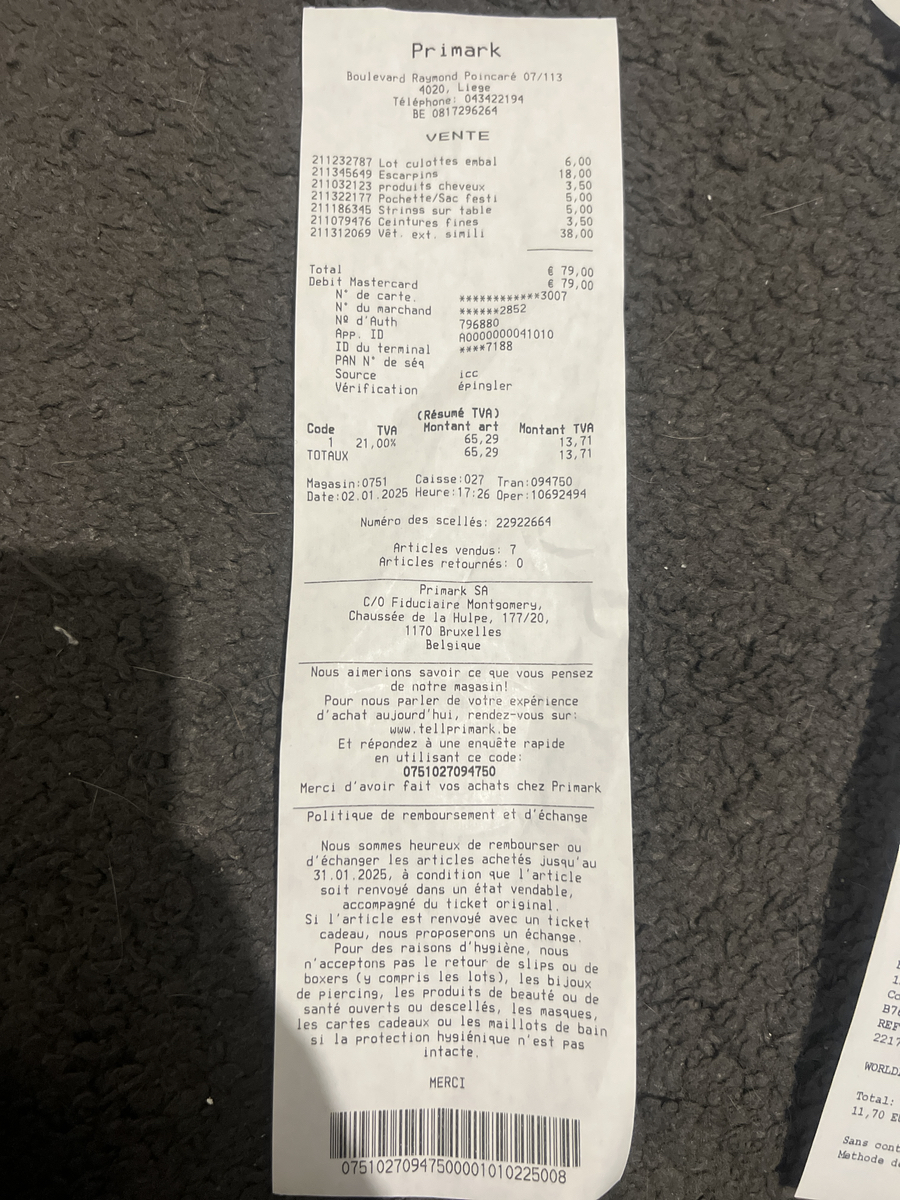 Primark
Boulevard Raymond Poincaré 07/113
4020, Liege
Téléphone: 043422194
BE 0817296264
VENTE
211232787 Lot culottes embal 6,00
211345649 Escarpins 18,00
211032123 produits cheveux 3,50
211322177 Pochette/Sac festi 5,00
211186345 Strings sur table 5,00
211079476 Ceintures fines 3,50
211312069 Vêt. ext. simili 38,00
Total € 79,00
Debit Mastercard € 79,00
N° de carte. ************3007
N° du marchand ******2852
Nº d'Auth 796880
App. ID A0000000041010
ID du terminal ****7188
PAN N° de séq
Source icc
Vérification épingler
(Résumé TVA)
Code TVA Montant art Montant TVA
1 21,00% 65,29 13,71
TOTAUX 65,29 13,71
Magasin:0751 Caisse:027 Tran:094750
Date:02.01.2025 Heure:17:26 Oper:10692494
Numéro des scellés: 22922664
Articles vendus: 7
Articles retournés: 0
Primark SA
C/O Fiduciaire Montgomery,
Chaussée de la Hulpe, 177/20,
1170 Bruxelles
Belgique
Nous aimerions savoir ce que vous pensez
de notre magasin!
Pour nous parler de votre expérience
d'achat aujourd'hui, rendez-vous sur:
www.tellprimark.be
Et répondez à une enquête rapide
en utilisant ce code:
0751027094750
Merci d'avoir fait vos achats chez Primark
Politique de remboursement et d'échange
Nous sommes heureux de rembourser ou
d'échanger les articles achetés jusqu'au
31.01.2025, à condition que l'article
soit renvoyé dans un état vendable,
accompagné du ticket original.
Si l'article est renvoyé avec un ticket
cadeau, nous proposerons un échange.
Pour des raisons d'hygiène, nous
n'acceptons pas le retour de slips ou de
boxers (y compris les lots), les bijoux
de piercing, les produits de beauté ou de
santé ouverts ou descellés, les masques,
les cartes cadeaux ou les maillots de bain
si la protection hygiénique n'est pas
intacte.
MERCI
07510270947500001010225008
REF
2217
WORLD
Total:
11,70 E
Sans cont
Methode d